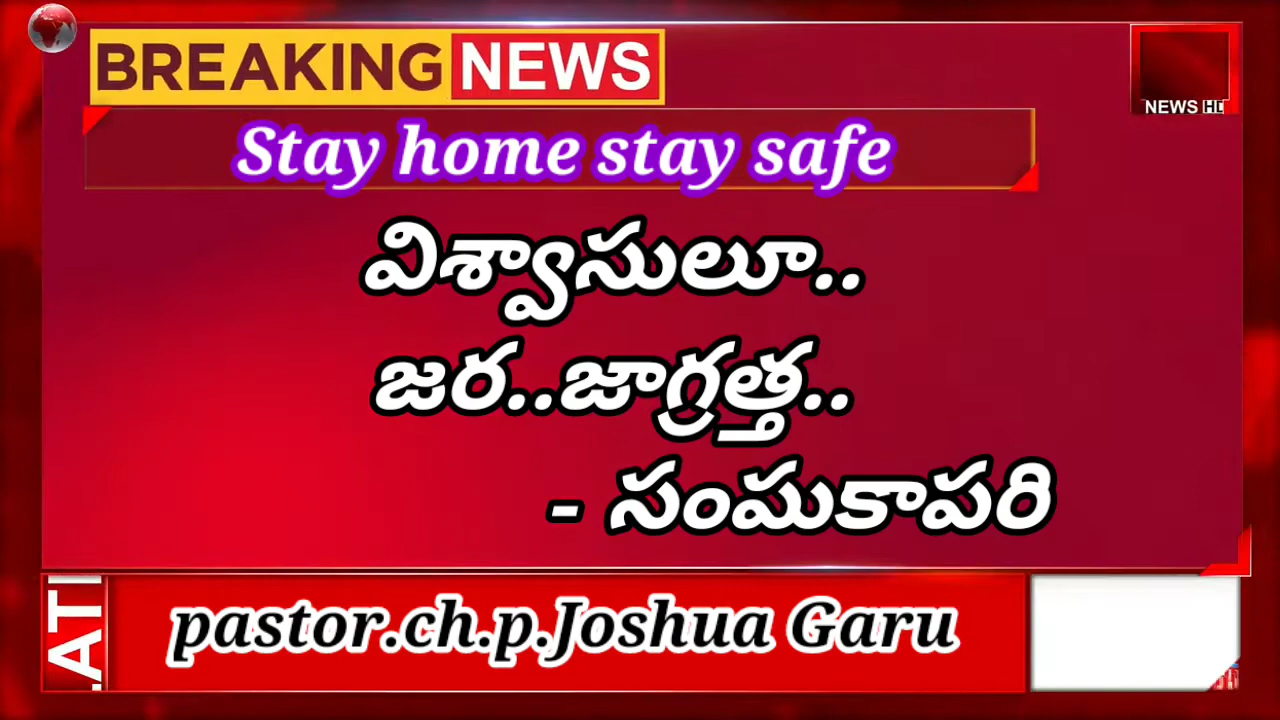 BREAKING NEWS
NEWS HD
Stay home stay safe
విశ్వాసులూ..
జర..జాగ్రత్త..
- సంఘకాపరి
pastor.ch.p.Joshua Garu